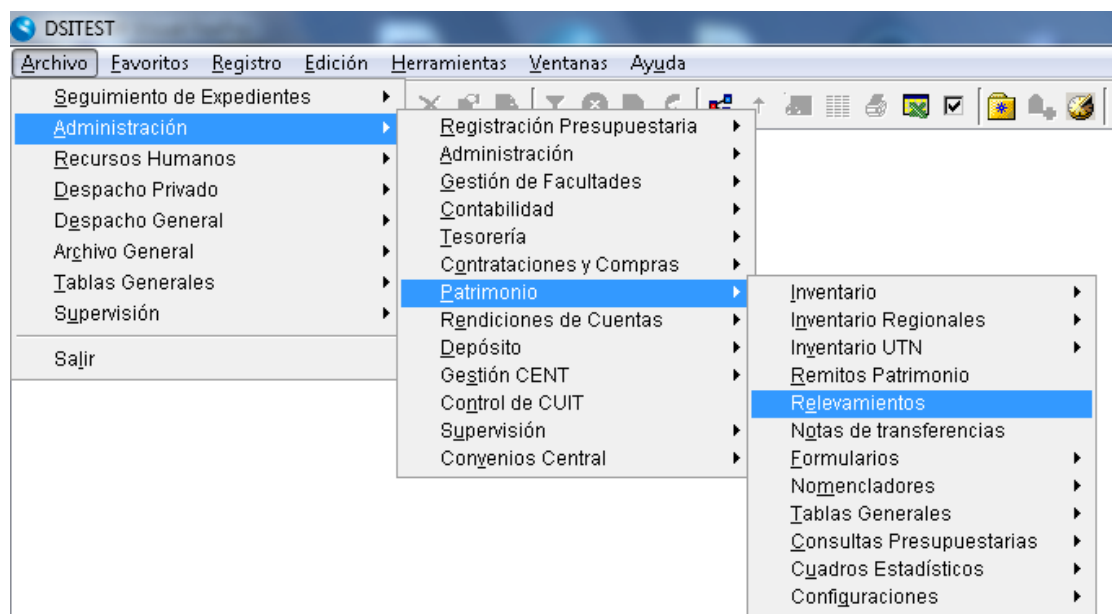 DSITEST
Archivo Favoritos Registro Edición Herramientas Ventanas Ayuda
Seguimiento de Expedientes
Administración
Recursos Humanos
Despacho Privado
Despacho General
Archivo General
Tablas Generales
Supervisión
Salir
Registración Presupuestaria
Administración
Gestión de Facultades
Contabilidad
Tesorería
Contrataciones y Compras
Patrimonio
Rendiciones de Cuentas
Depósito
Gestión CENT
Control de CUIT
Supervisión
Convenios Central
Inventario
Inventario Regionales
Inventario UTN
Remitos Patrimonio
Relevamientos
Notas de transferencias
Formularios
Nomencladores
Tablas Generales
Consultas Presupuestarias
Cuadros Estadísticos
Configuraciones